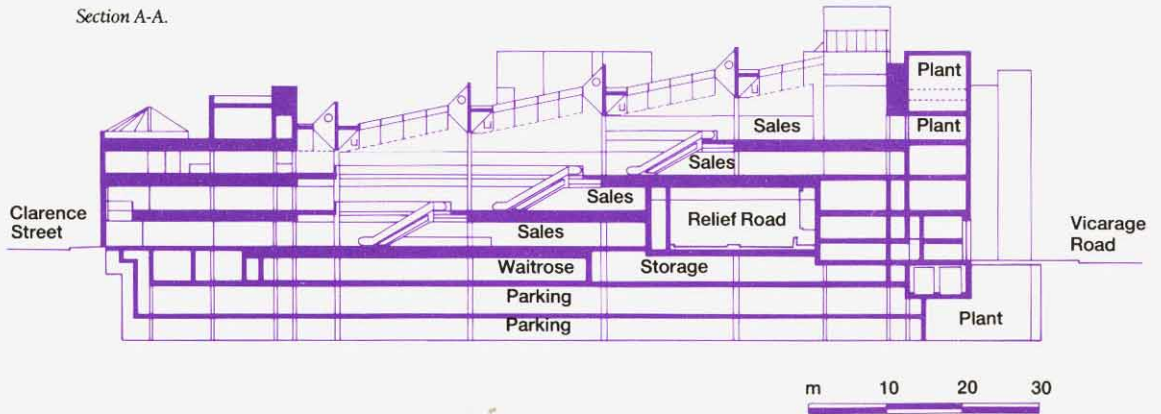 Section A-A.
Plant
Plant
Sales
Sales
Sales
Sales
Clarence
Street
Relief Road
Vicarage
Road
Waitrose
Storage
Parking
Parking
Plant
m 10 20 30